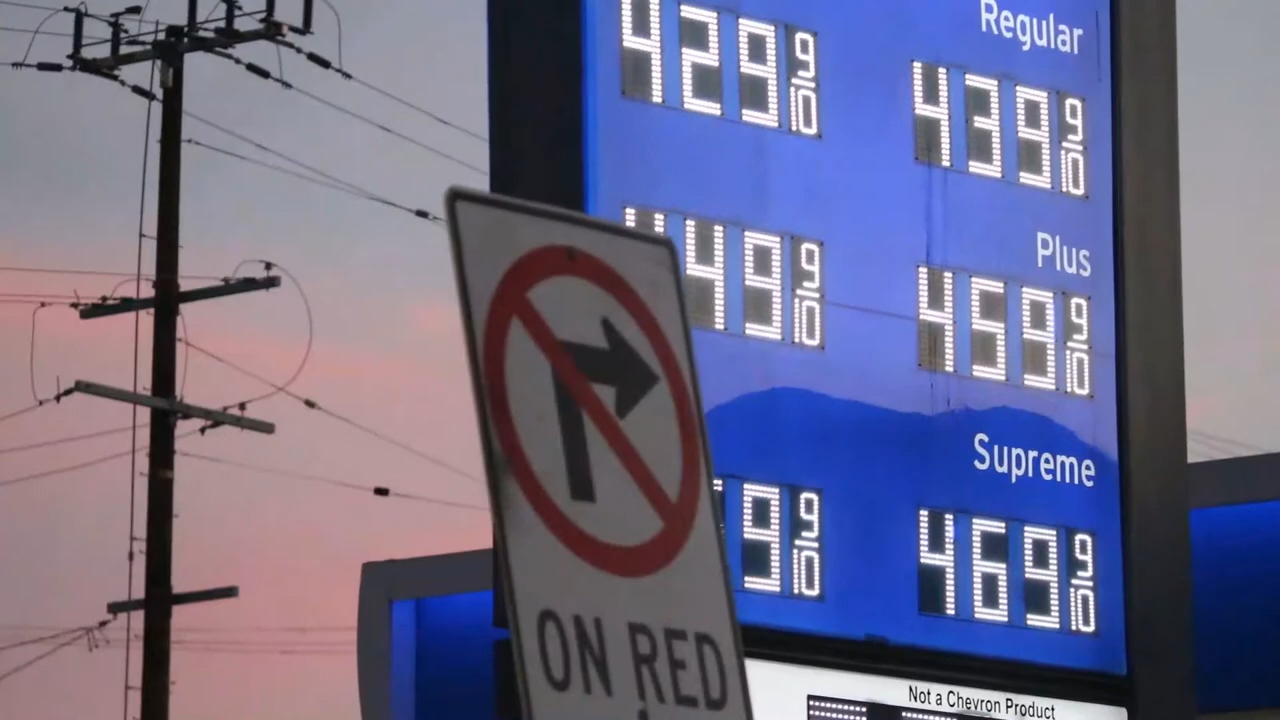 Regular
429 9/10
439 9/10
Plus
449 9/10
459 9/10
Supreme
9 9/10
469 9/10
ON RED
Not a Chevron Product